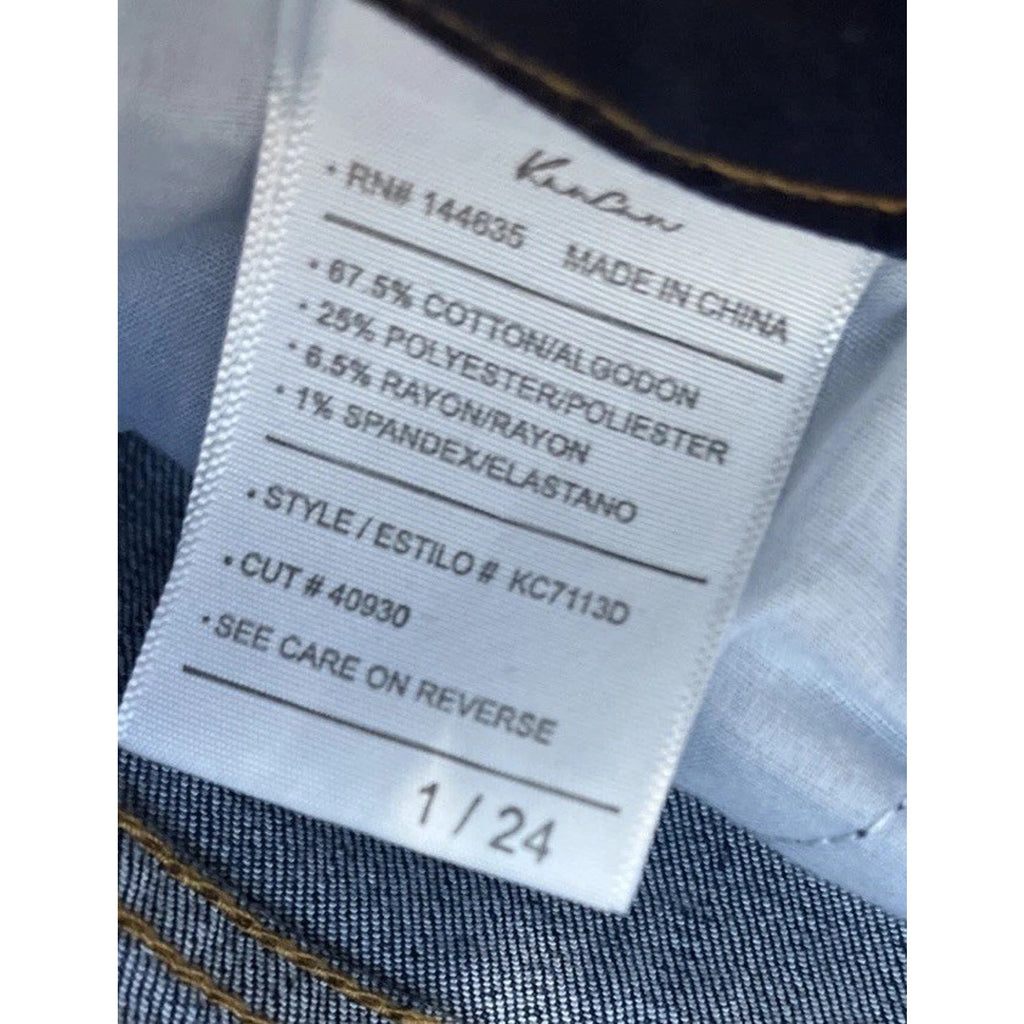 KanCan
• RN# 144635 MADE IN CHINA
• 67.5% COTTON/ALGODON
• 25% POLYESTER/POLIESTER
• 6.5% RAYON/RAYON
• 1% SPANDEX/ELASTANO
• STYLE / ESTILO # KC7113D
• CUT # 40930
• SEE CARE ON REVERSE
1 / 24